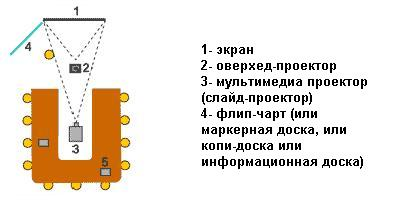 1
4
2
3
5
1- экран
2- оверхед-проектор
3- мультимедиа проектор
(слайд-проектор)
4- флип-чарт (или
маркерная доска, или
копи-доска или
информационная доска)